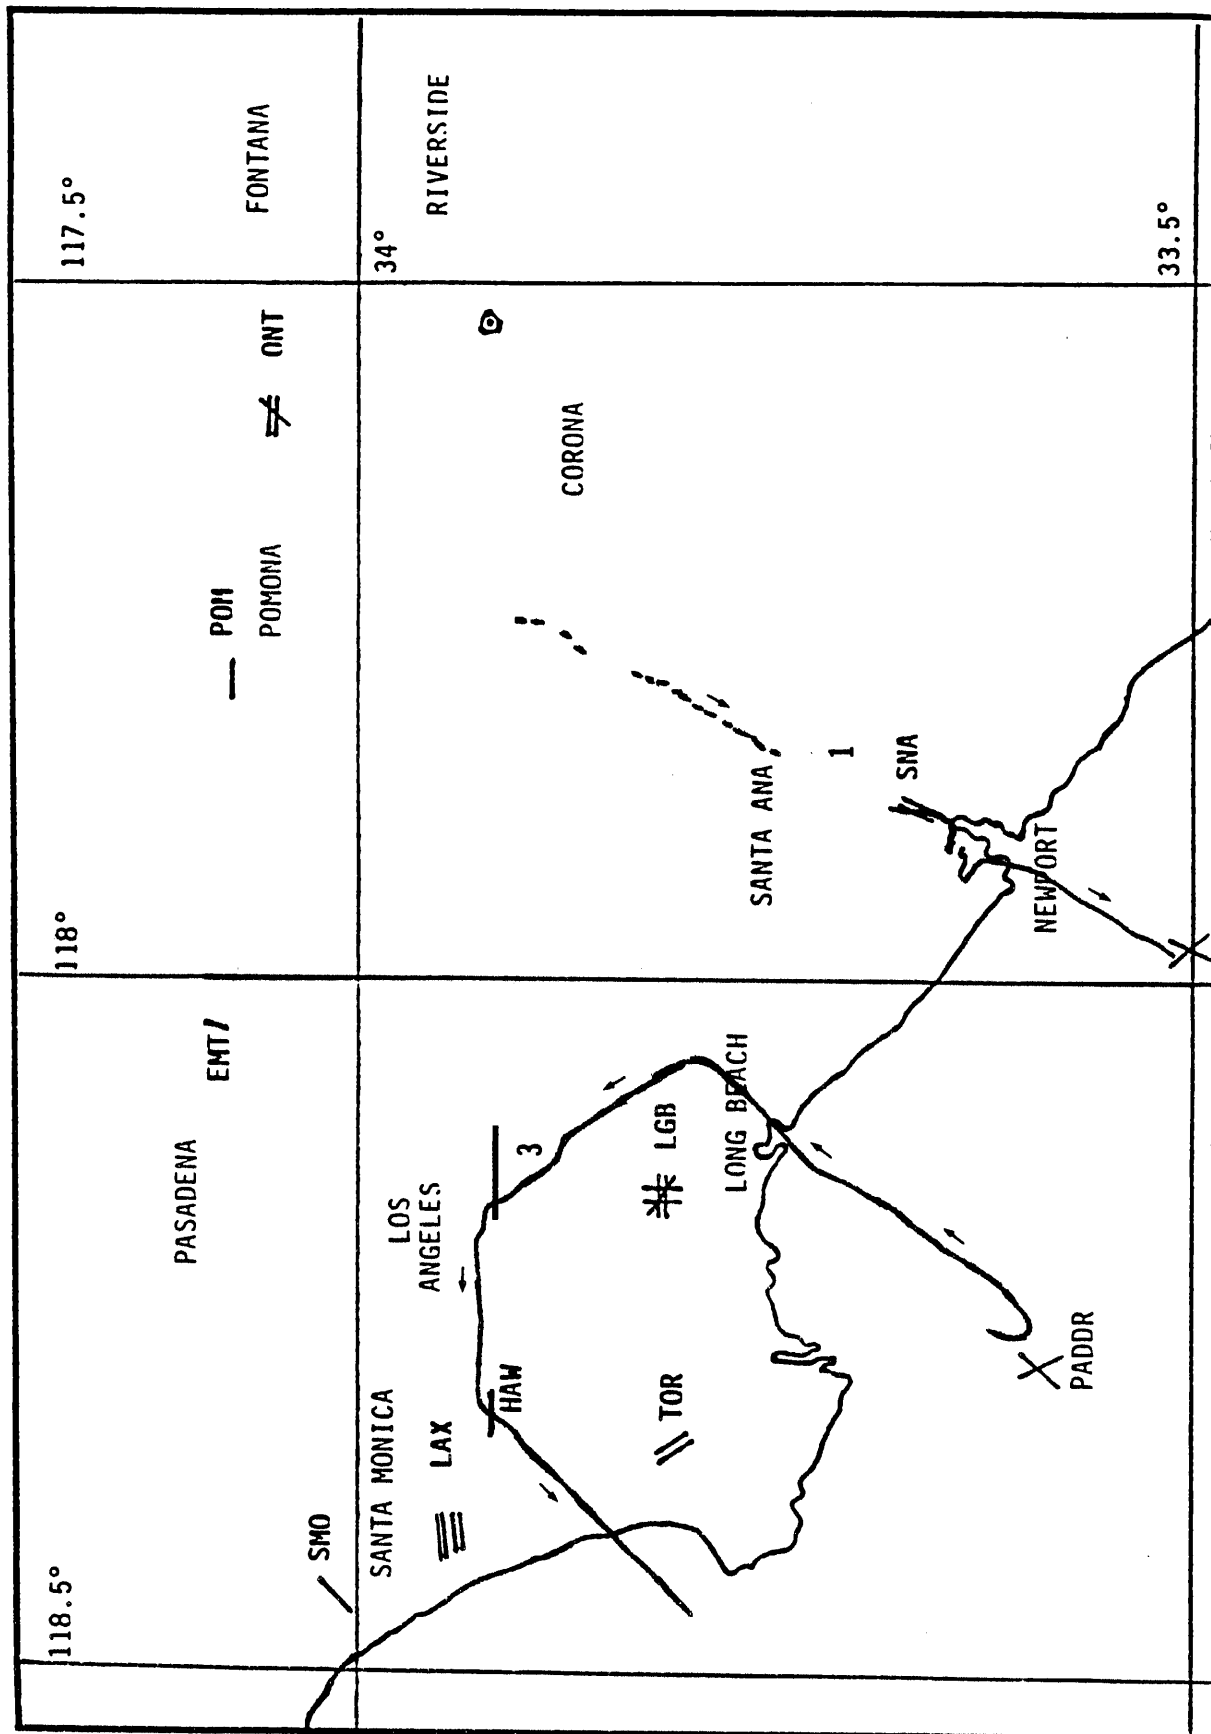 118.5°
118°
117.5°
PASADENA
EMT
POM
POMONA
ONT
FONTANA
SMO
34°
SANTA MONICA
LAX
LOS
ANGELES
RIVERSIDE
HAW
3
CORONA
TOR
LGB
LONG BEACH
SANTA ANA
1
SNA
NEWPORT
PADDR
33.5°